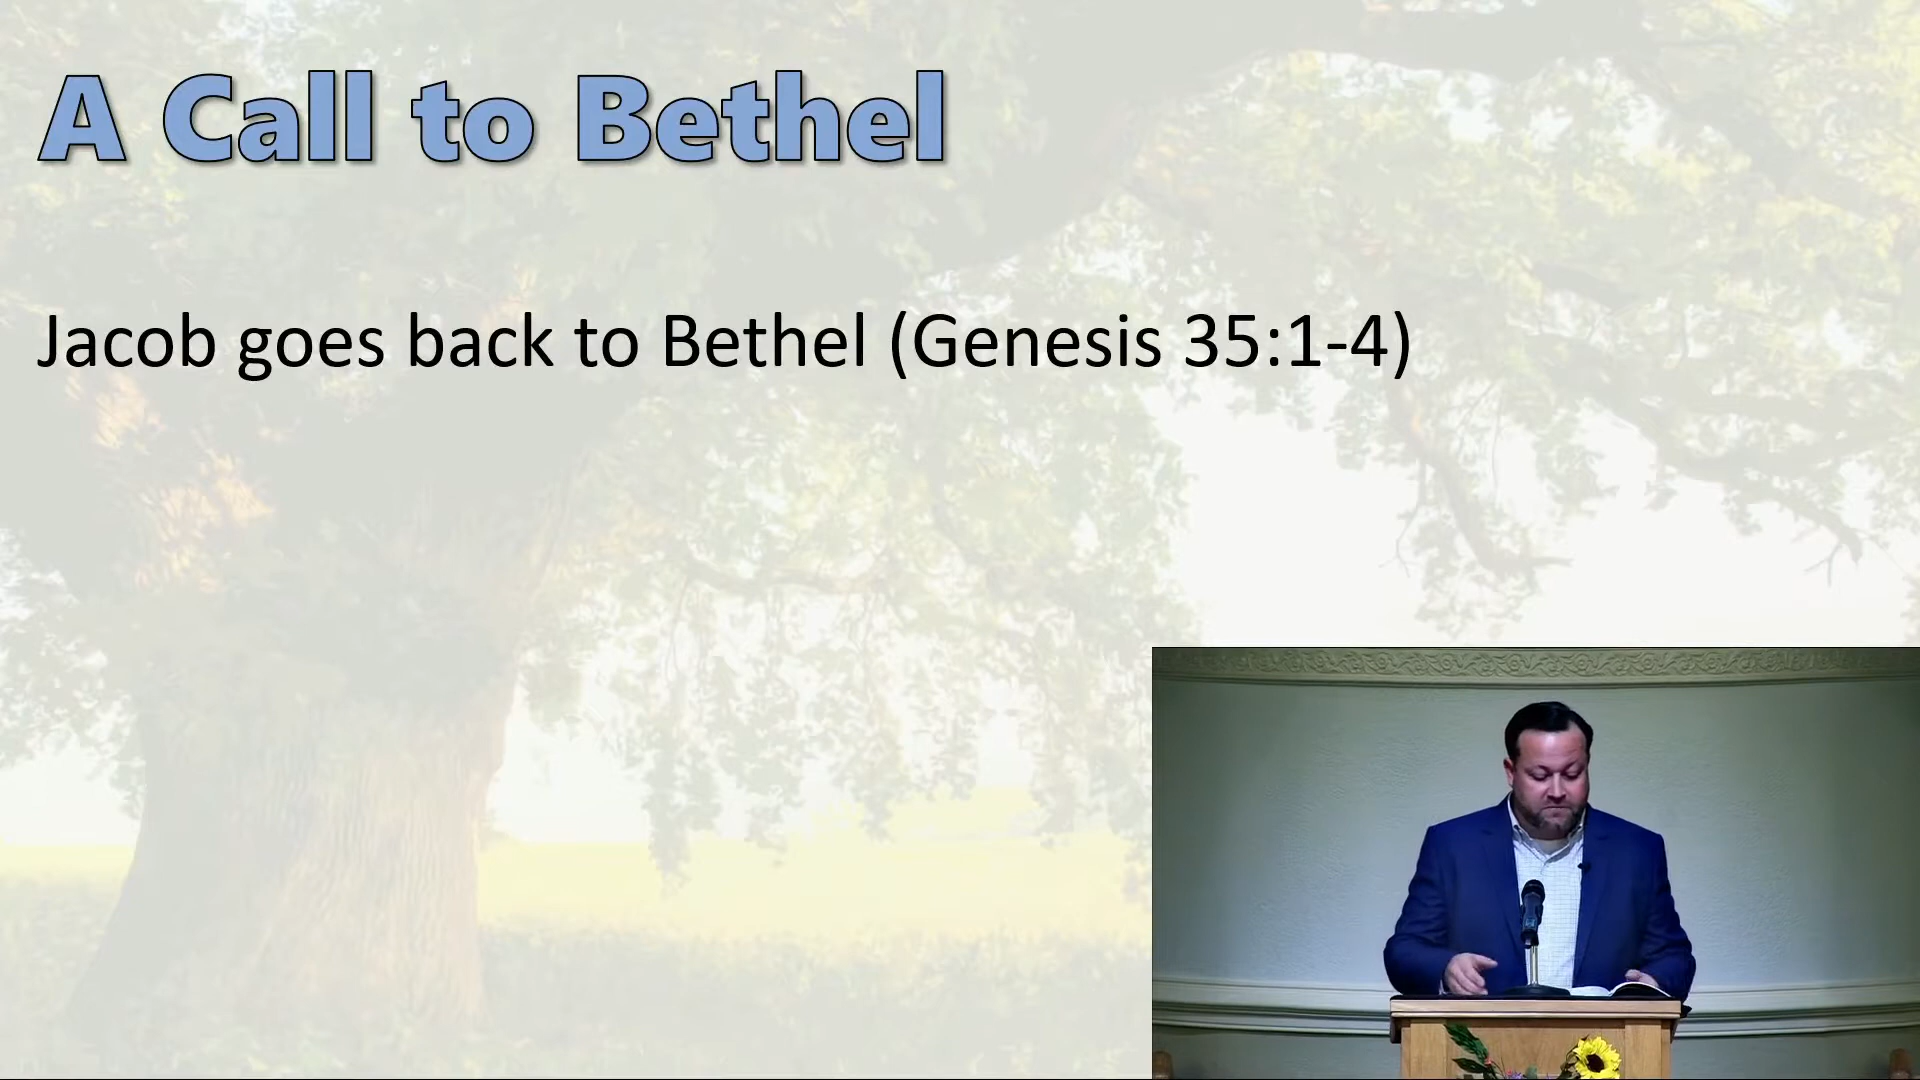 A Call to Bethel
Jacob goes back to Bethel (Genesis 35:1-4)